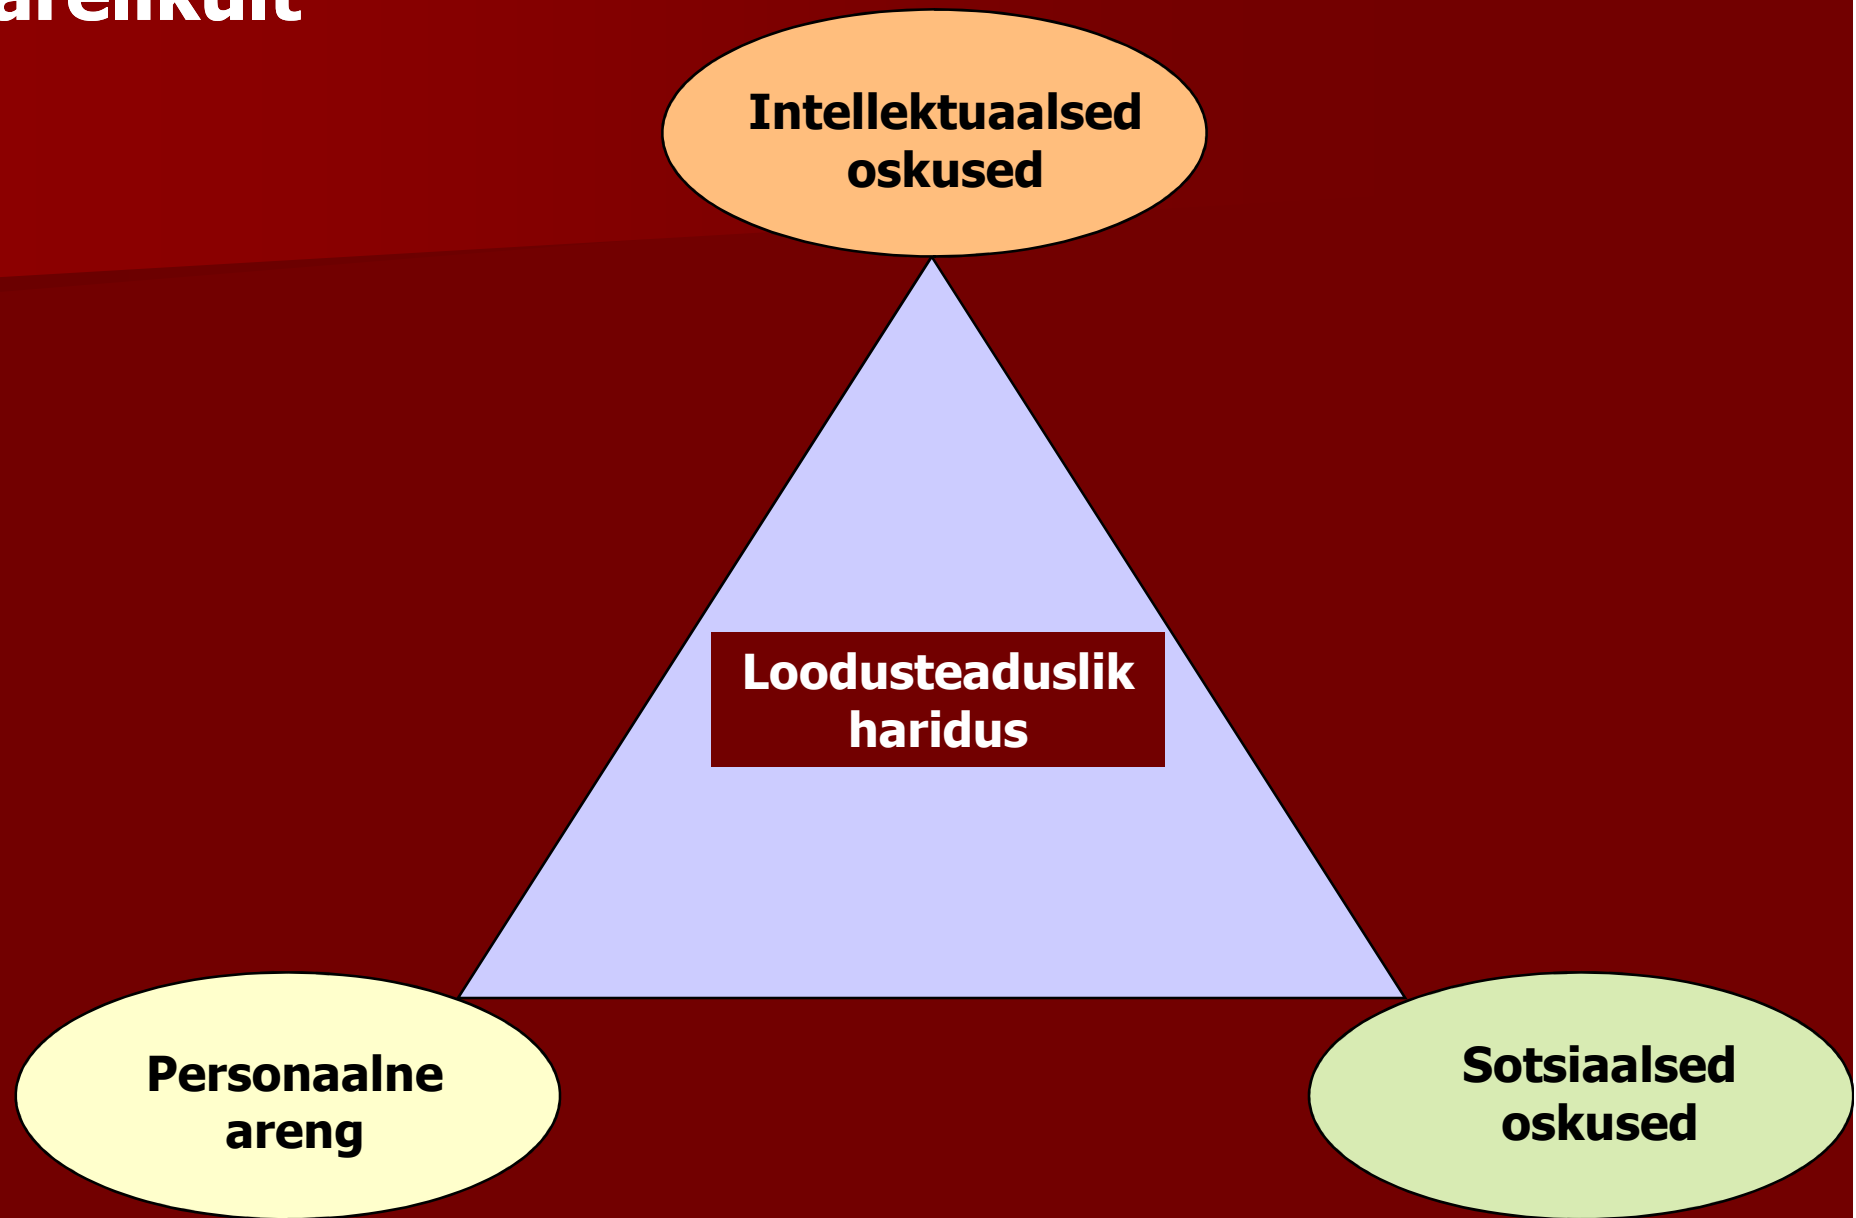 Intellektuaalsed
oskused
Loodusteaduslik
haridus
Personaalne
areng
Sotsiaalsed
oskused